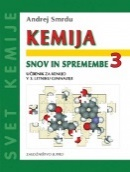 Andrej Smrdu
KEMIJA
SNOV IN SPREMEMBE 3
UČBENIK ZA KEMIJO
V 3. LETNIKU GIMNAZIJE
SVET KEMIJE